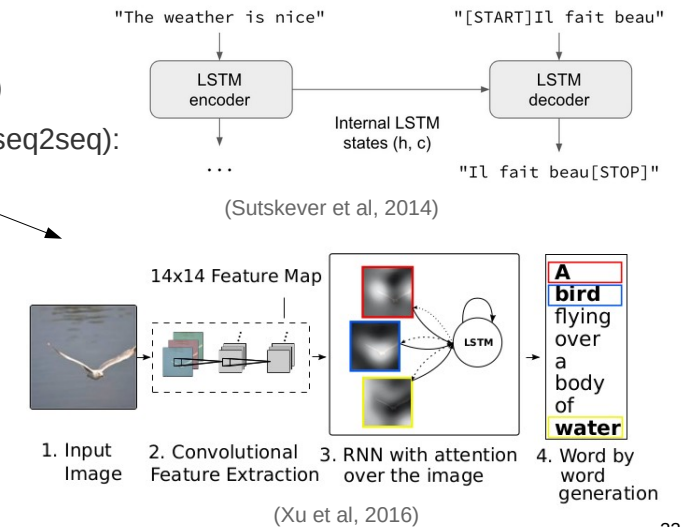 "The weather is nice"
"[START]Il fait beau"
)
LSTM
encoder
LSTM
decoder
seq2seq):
Internal LSTM
states (h, c)
...
"Il fait beau[STOP]"
(Sutskever et al, 2014)
14x14 Feature Map
LSTM
A
bird
flying
over
a
body
of
water
1. Input
Image
2. Convolutional
Feature Extraction
3. RNN with attention
over the image
4. Word by
word
generation
(Xu et al, 2016)